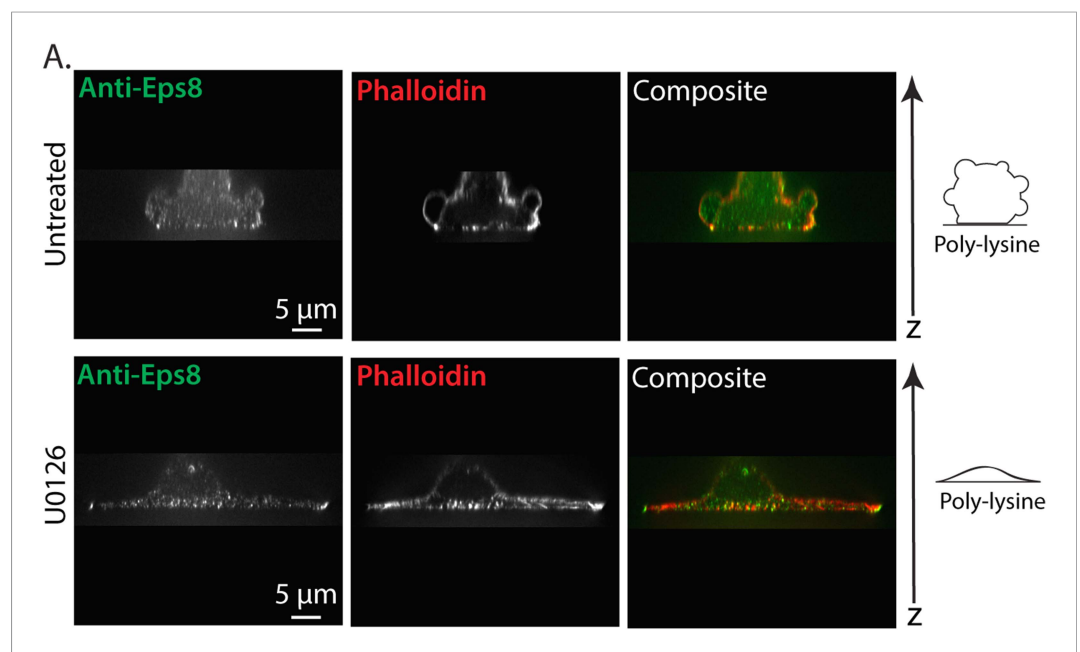 A.
Anti-Eps8
Phalloidin
Composite
Untreated
5 µm
Poly-lysine
z
Anti-Eps8
Phalloidin
Composite
U0126
5 µm
Poly-lysine
z